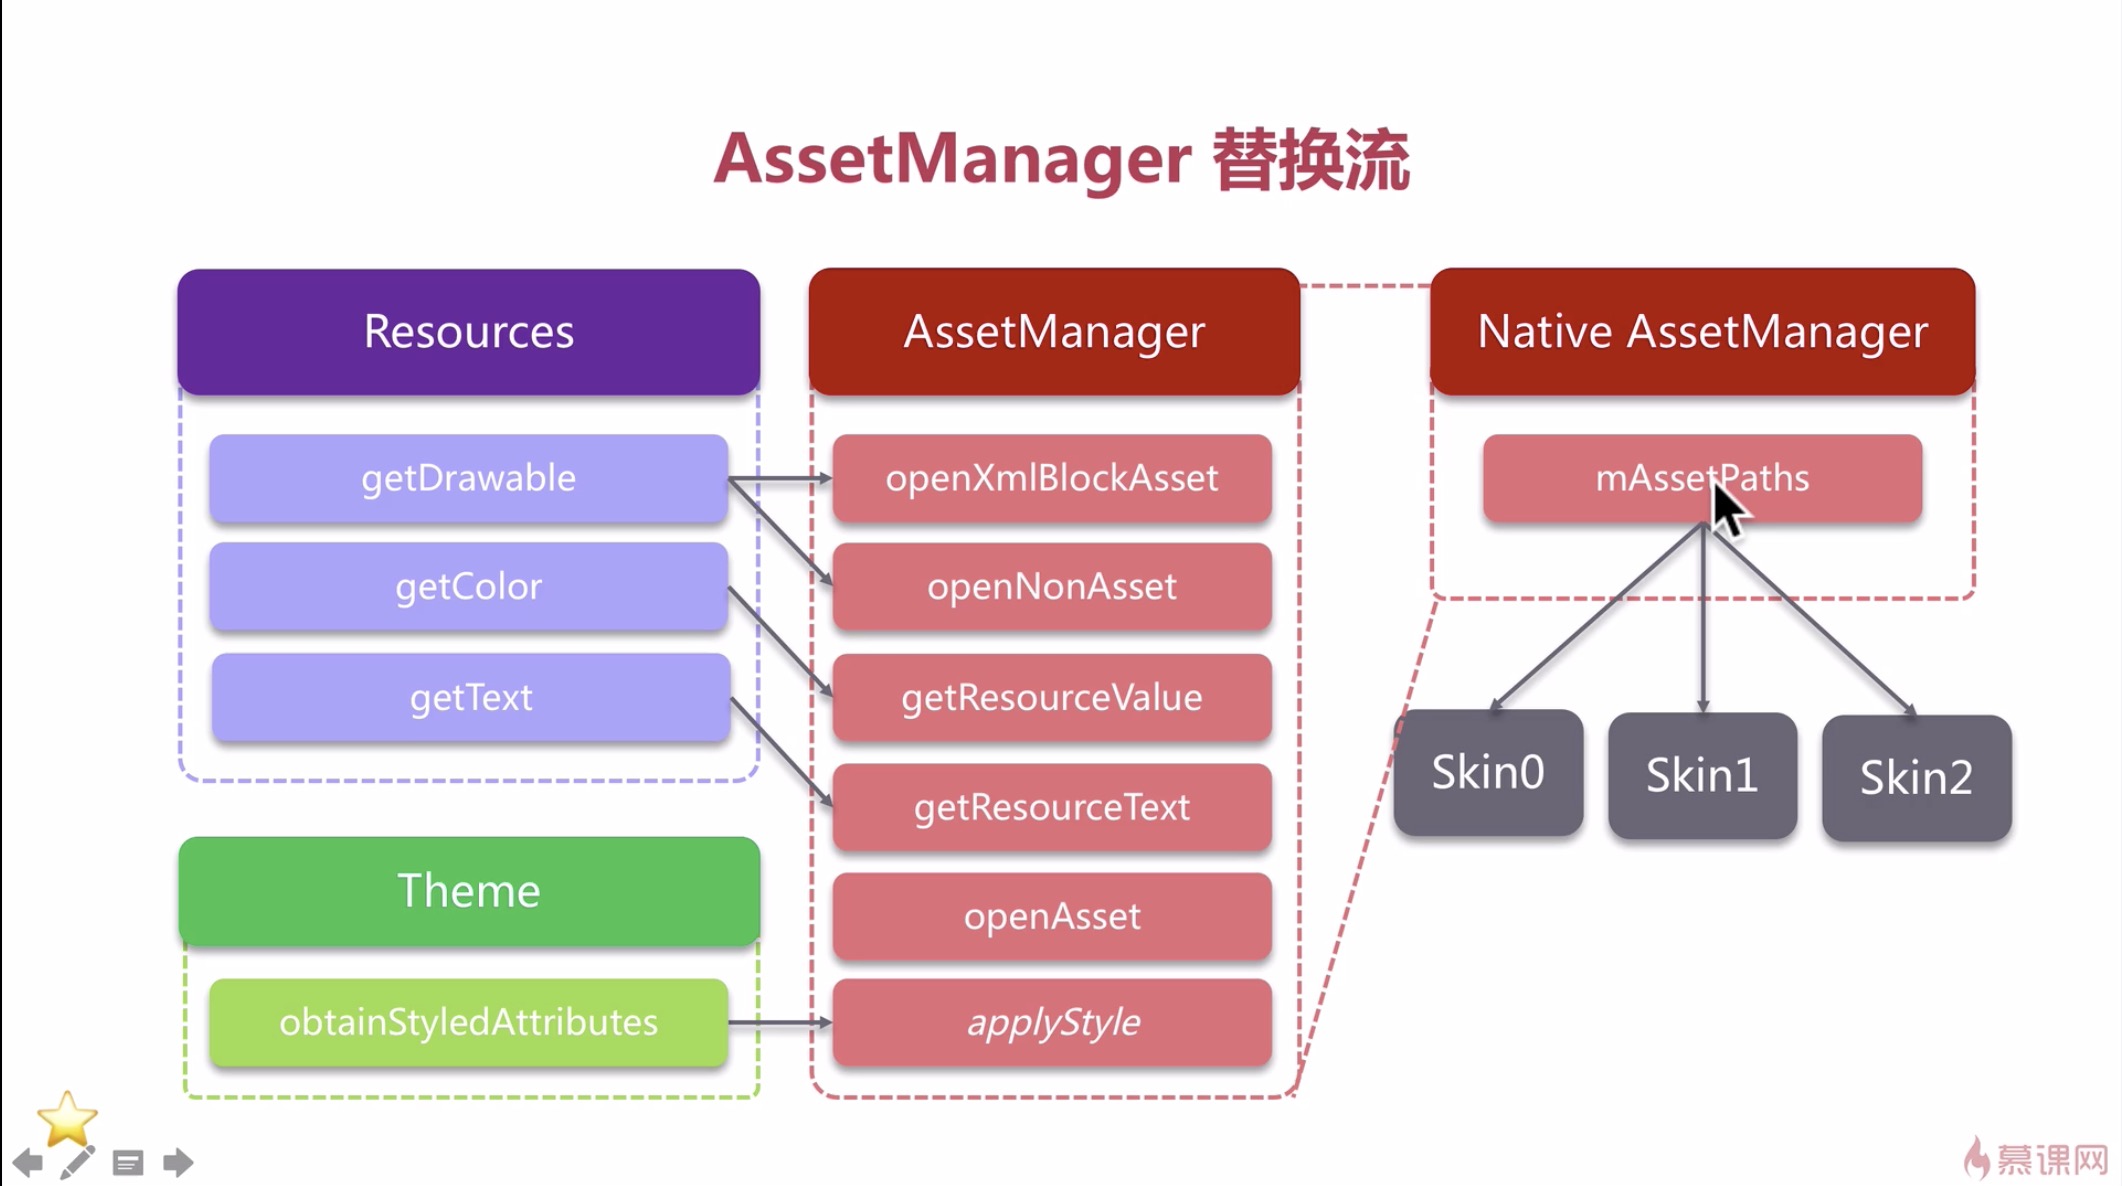 AssetManager 替换流
Resources
getDrawable
getColor
getText
Theme
obtainStyledAttributes
AssetManager
openXmlBlockAsset
openNonAsset
getResourceValue
getResourceText
openAsset
applyStyle
Native AssetManager
mAssetPaths
Skin0
Skin1
Skin2
慕课网